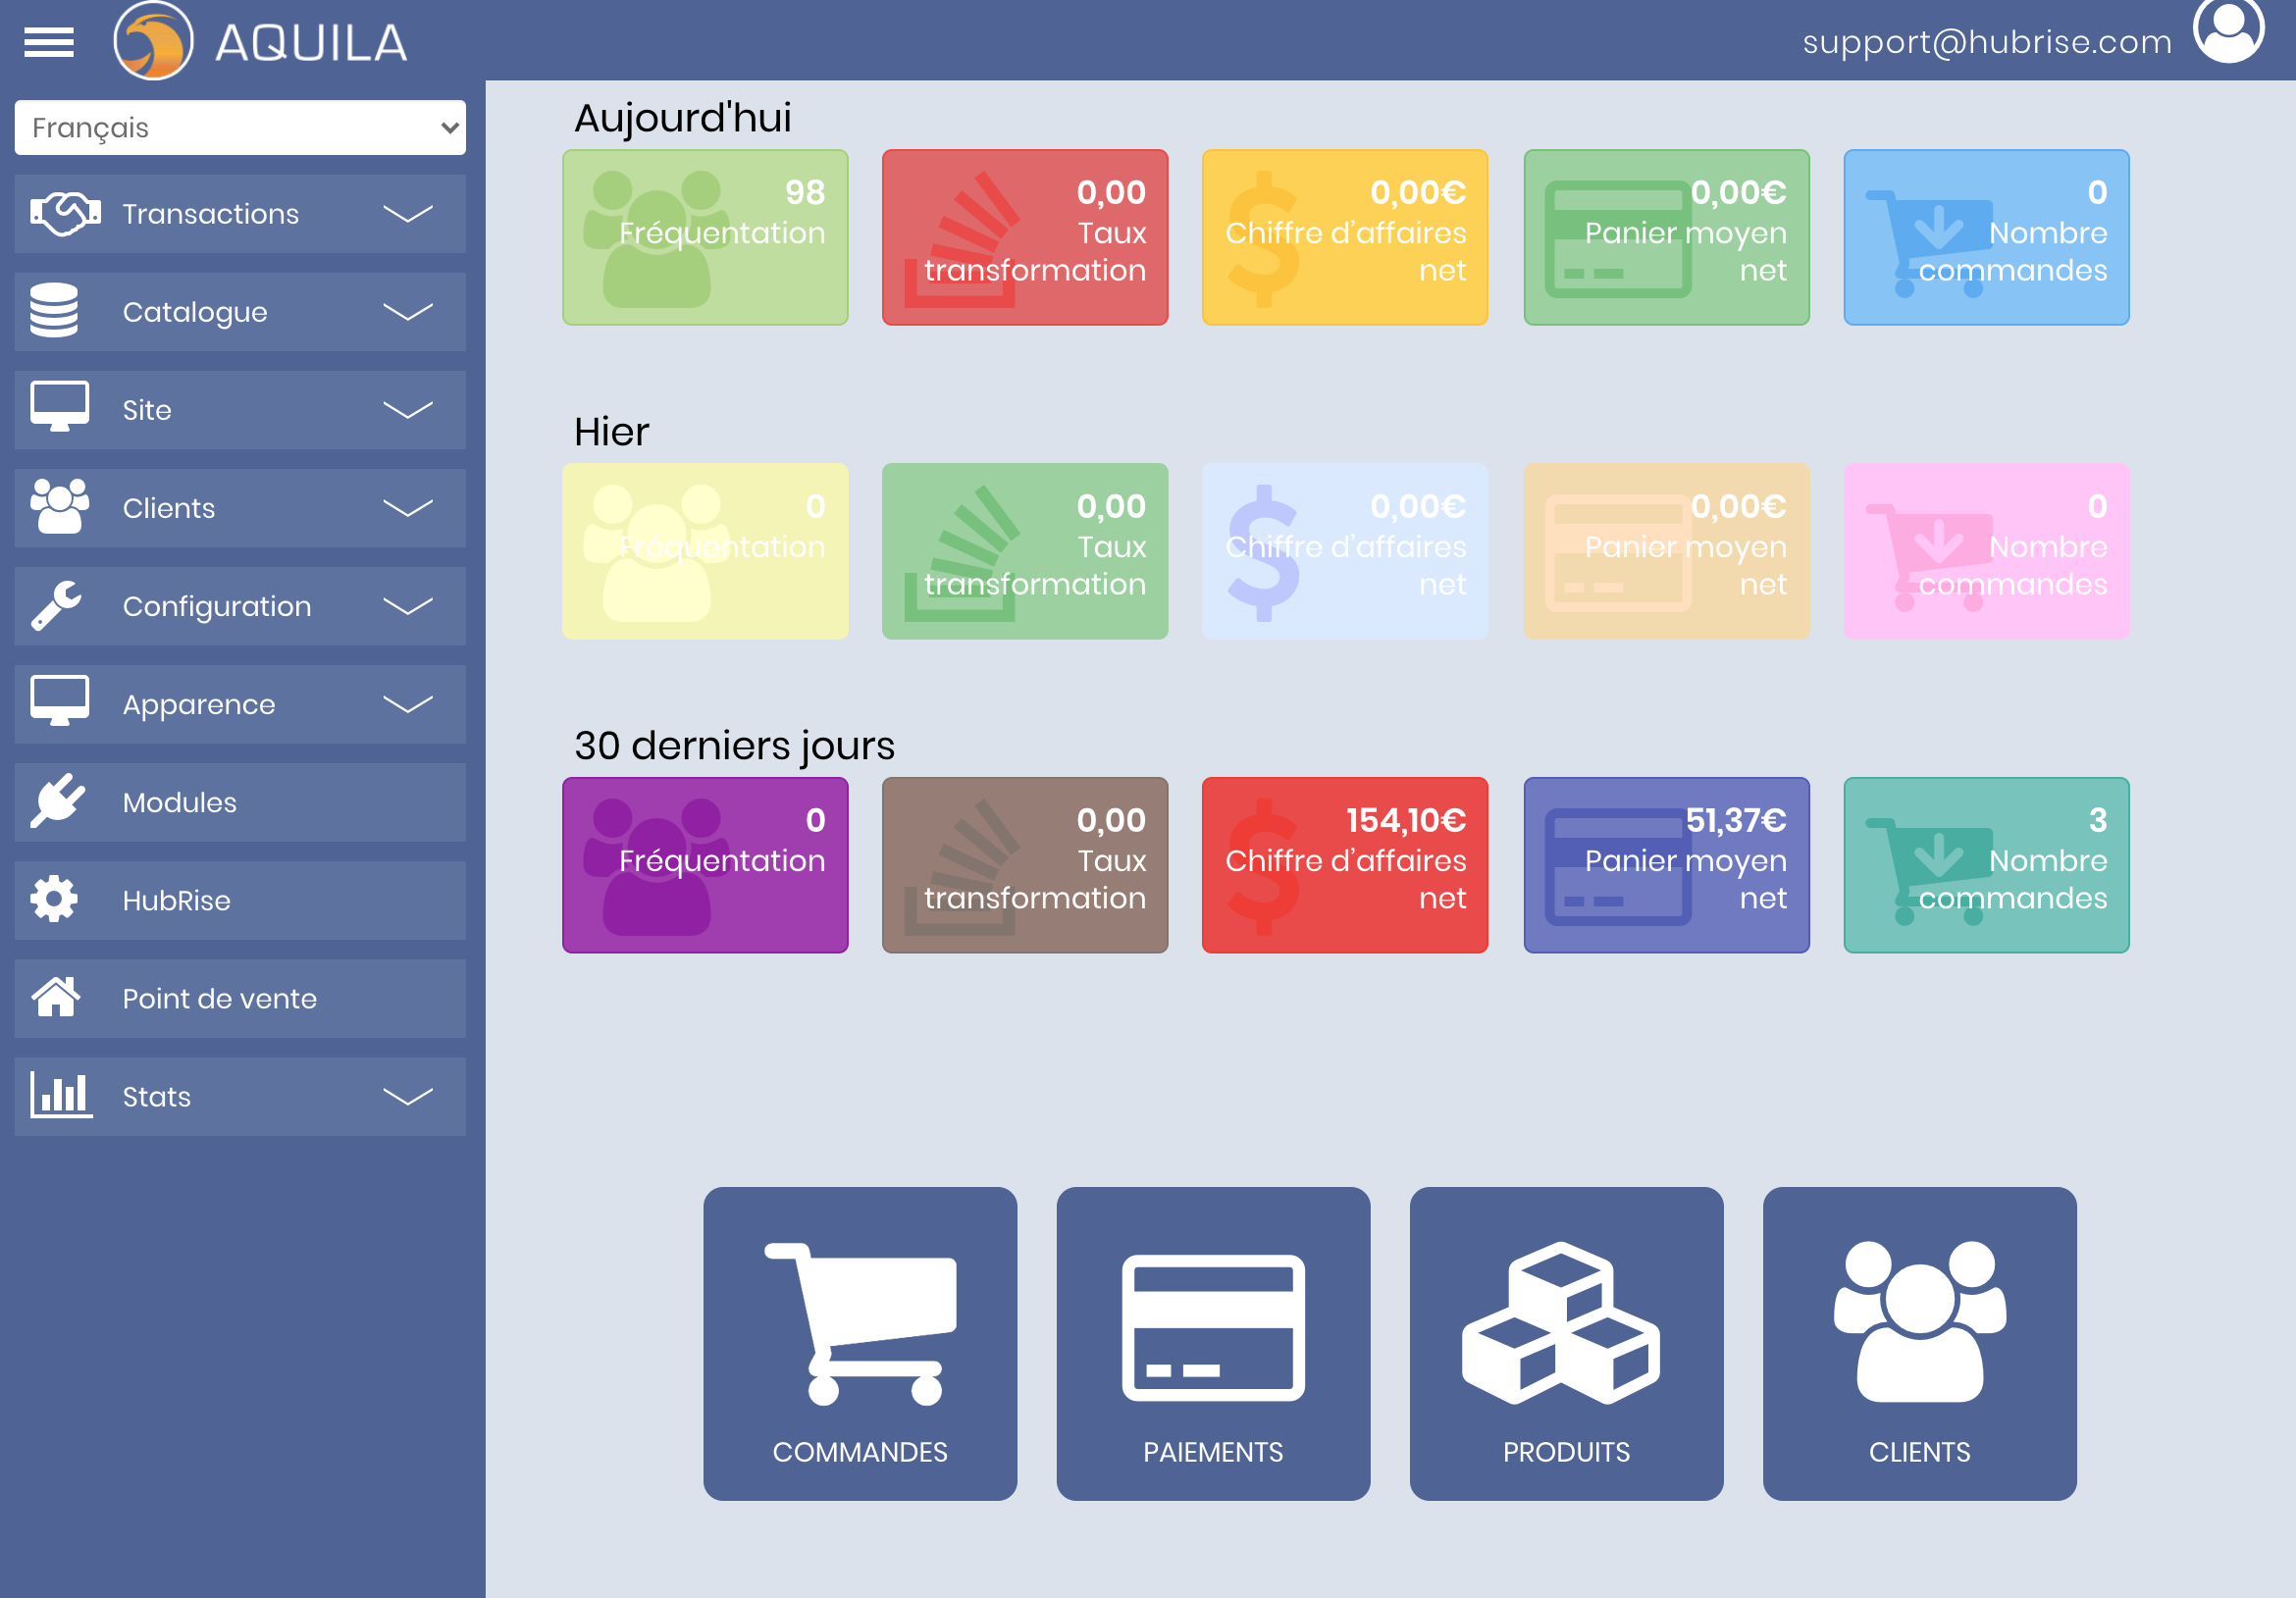 AQUILA
support@hubrise.com
Français
Transactions
Catalogue
Site
Clients
Configuration
Apparence
Modules
HubRise
Point de vente
Stats
Aujourd'hui
98
Fréquentation
0,00
Taux
transformation
0,00€
Chiffre d’affaires
net
0,00€
Panier moyen
net
0
Nombre
commandes
Hier
0
Fréquentation
0,00
Taux
transformation
0,00€
Chiffre d’affaires
net
0,00€
Panier moyen
net
0
Nombre
commandes
30 derniers jours
0
Fréquentation
0,00
Taux
transformation
154,10€
Chiffre d’affaires
net
51,37€
Panier moyen
net
3
Nombre
commandes
COMMANDES
PAIEMENTS
PRODUITS
CLIENTS